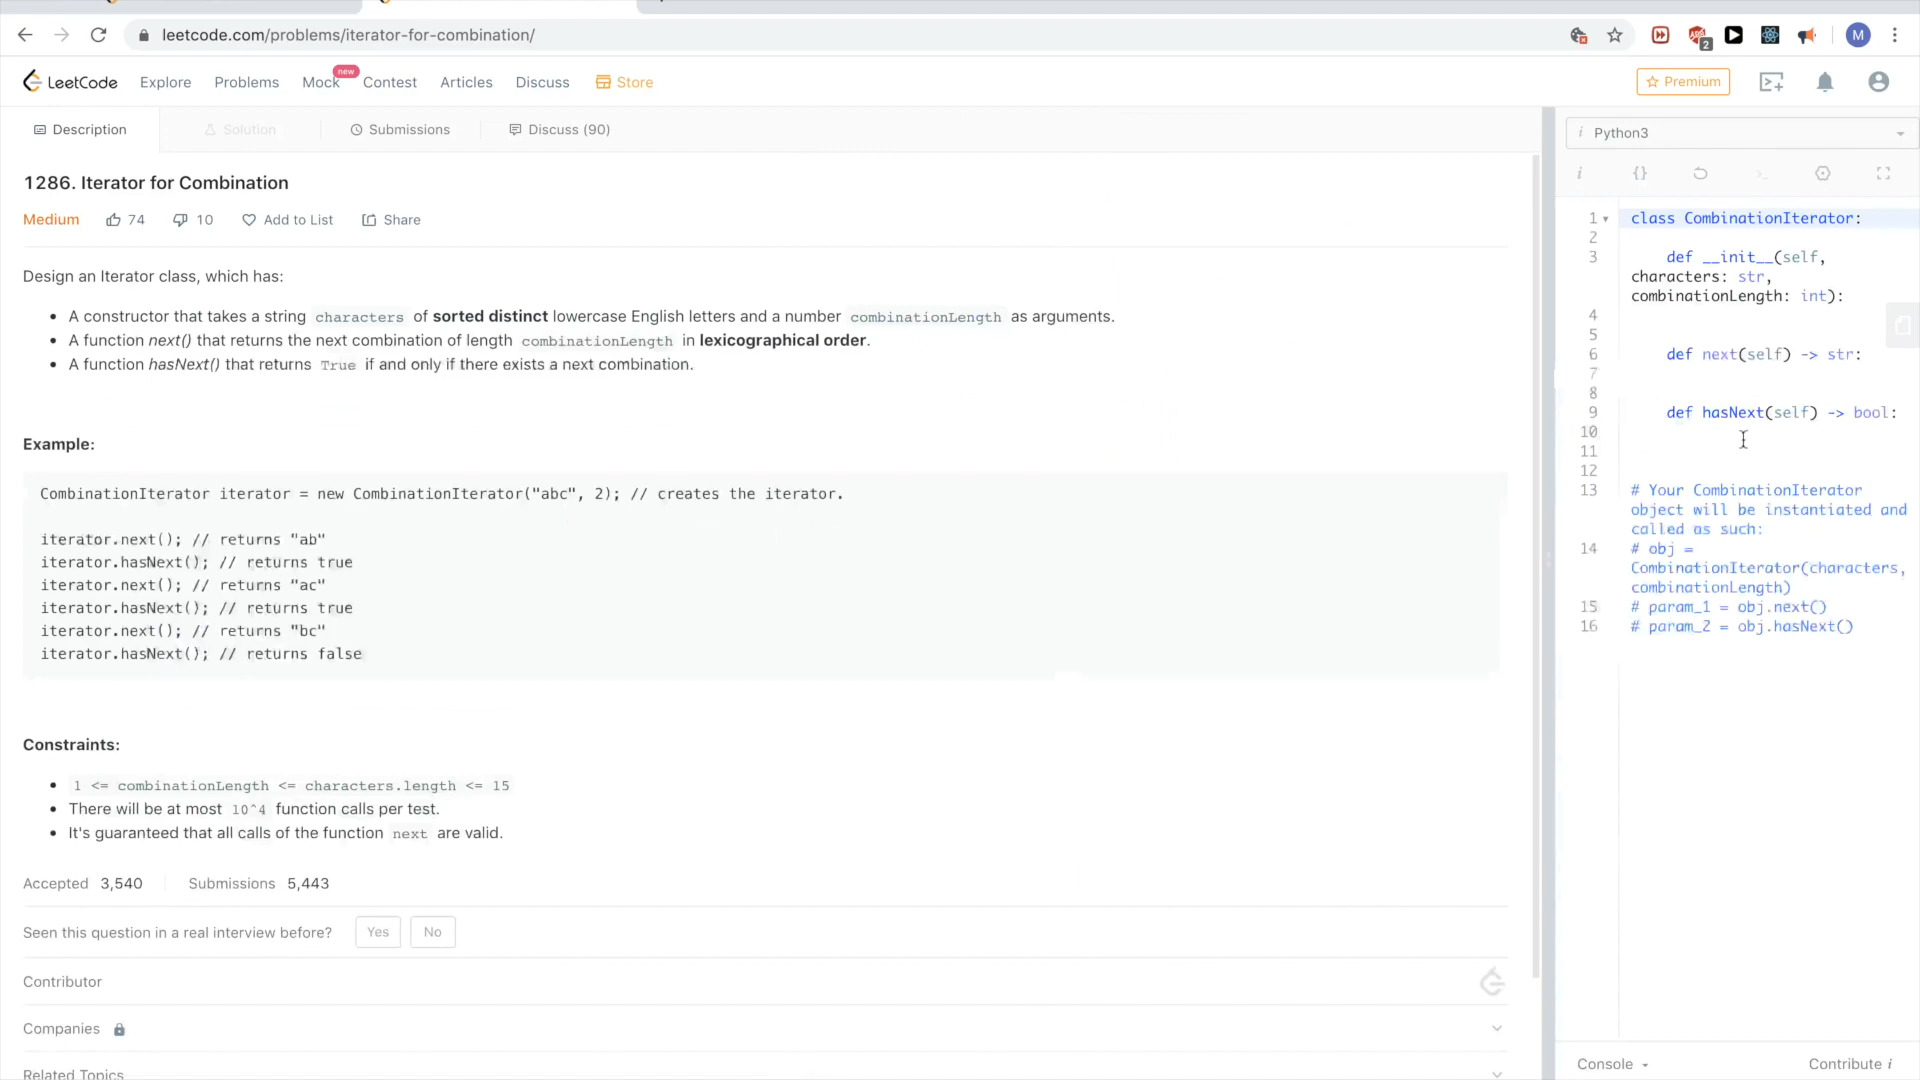 leetcode.com/problems/iterator-for-combination/
2
M
LeetCode
Explore
Problems
Mock
new
Contest
Articles
Discuss
Store
Premium
Description
Solution
Submissions
Discuss (90)
1286. Iterator for Combination
Medium
74
10
Add to List
Share
Design an Iterator class, which has:
A constructor that takes a string characters of sorted distinct lowercase English letters and a number combinationLength as arguments.
A function next() that returns the next combination of length combinationLength in lexicographical order.
A function hasNext() that returns True if and only if there exists a next combination.
Example:
CombinationIterator iterator = new CombinationIterator("abc", 2); // creates the iterator.
iterator.next(); // returns "ab"
iterator.hasNext(); // returns true
iterator.next(); // returns "ac"
iterator.hasNext(); // returns true
iterator.next(); // returns "bc"
iterator.hasNext(); // returns false
Constraints:
1 <= combinationLength <= characters.length <= 15
There will be at most 10^4 function calls per test.
It's guaranteed that all calls of the function next are valid.
Accepted 3,540
Submissions 5,443
Seen this question in a real interview before?
Yes
No
Contributor
Companies
Related Topics
i Python3
i {} >_
1 class CombinationIterator:
2
3 def __init__(self,
characters: str,
combinationLength: int):
4
5
6 def next(self) -> str:
7
8
9 def hasNext(self) -> bool:
10
11
12
13 # Your CombinationIterator
object will be instantiated and
called as such:
14 # obj =
CombinationIterator(characters,
combinationLength)
15 # param_1 = obj.next()
16 # param_2 = obj.hasNext()
Console
Contribute i